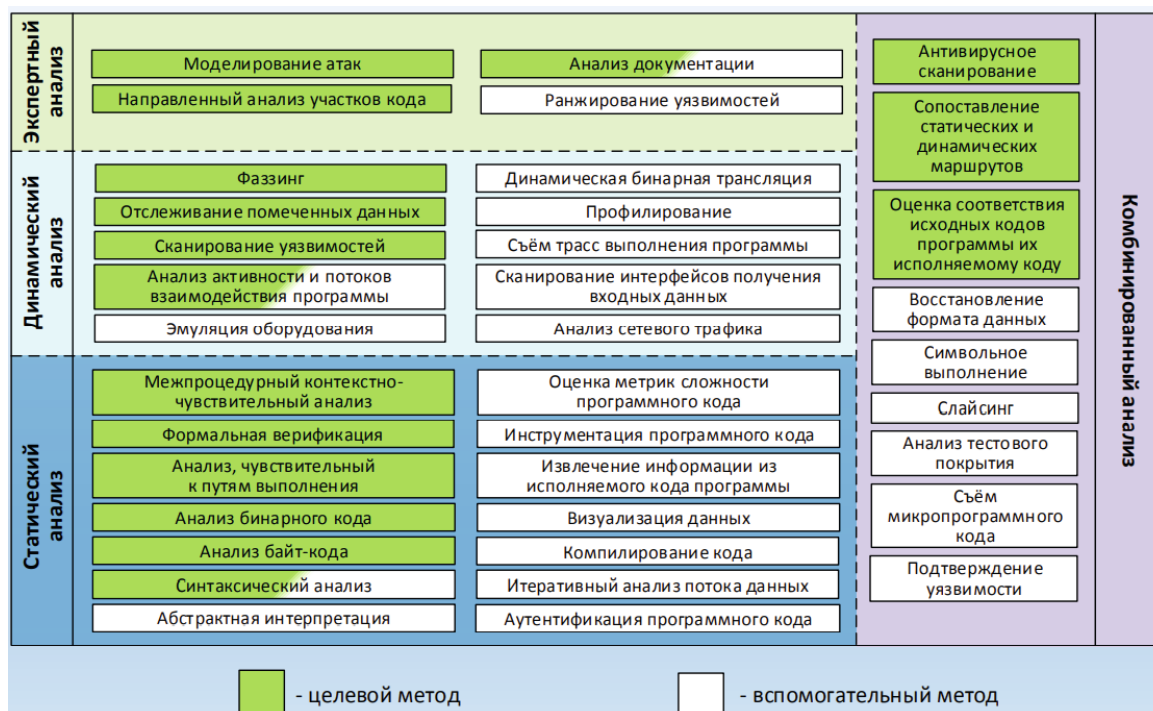 Экспертный
анализ
Моделирование атак
Направленный анализ участков кода
Анализ документации
Ранжирование уязвимостей
Динамический
анализ
Фаззинг
Отслеживание помеченных данных
Сканирование уязвимостей
Анализ активности и потоков
взаимодействия программы
Эмуляция оборудования
Динамическая бинарная трансляция
Профилирование
Съём трасс выполнения программы
Сканирование интерфейсов получения
входных данных
Анализ сетевого трафика
Статический
анализ
Межпроцедурный контекстно-
чувствительный анализ
Формальная верификация
Анализ, чувствительный
к путям выполнения
Анализ бинарного кода
Анализ байт-кода
Синтаксический анализ
Абстрактная интерпретация
Оценка метрик сложности
программного кода
Инструментация программного кода
Извлечение информации из
исполняемого кода программы
Визуализация данных
Компилирование кода
Итеративный анализ потока данных
Аутентификация программного кода
Антивирусное
сканирование
Сопоставление
статических и
динамических
маршрутов
Оценка соответствия
исходных кодов
программы их
исполняемому коду
Восстановление
формата данных
Символьное
выполнение
Слайсинг
Анализ тестового
покрытия
Съём
микропрограммного
кода
Подтверждение
уязвимости
Комбинированный анализ
- целевой метод
- вспомогательный метод